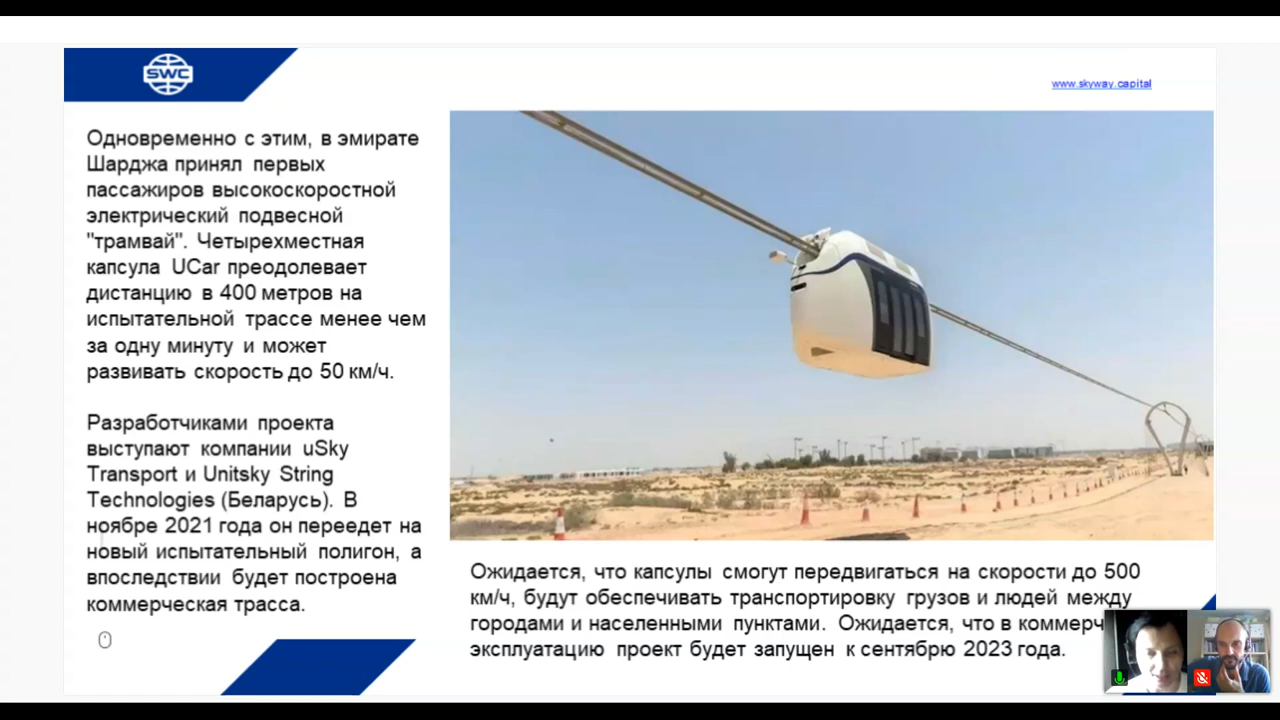 SWC
www.skyway.capital
Одновременно с этим, в эмирате
Шарджа принял первых
пассажиров высокоскоростной
электрический подвесной
"трамвай". Четырехместная
капсула UCar преодолевает
дистанцию в 400 метров на
испытательной трассе менее чем
за одну минуту и может
развивать скорость до 50 км/ч.
Разработчиками проекта
выступают компании uSky
Transport и Unitsky String
Technologies (Беларусь). В
ноябре 2021 года он переедет на
новый испытательный полигон, а
впоследствии будет построена
коммерческая трасса.
Ожидается, что капсулы смогут передвигаться на скорости до 500
км/ч, будут обеспечивать транспортировку грузов и людей между
городами и населенными пунктами. Ожидается, что в коммерч
эксплуатацию проект будет запущен к сентябрю 2023 года.